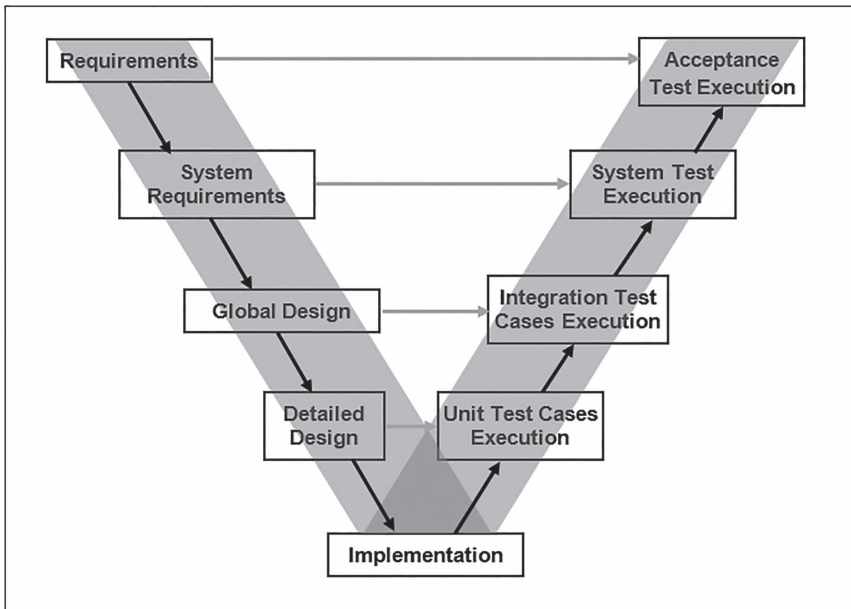 Requirements
Acceptance
Test Execution
System
Requirements
System Test
Execution
Global Design
Integration Test
Cases Execution
Detailed
Design
Unit Test Cases
Execution
Implementation